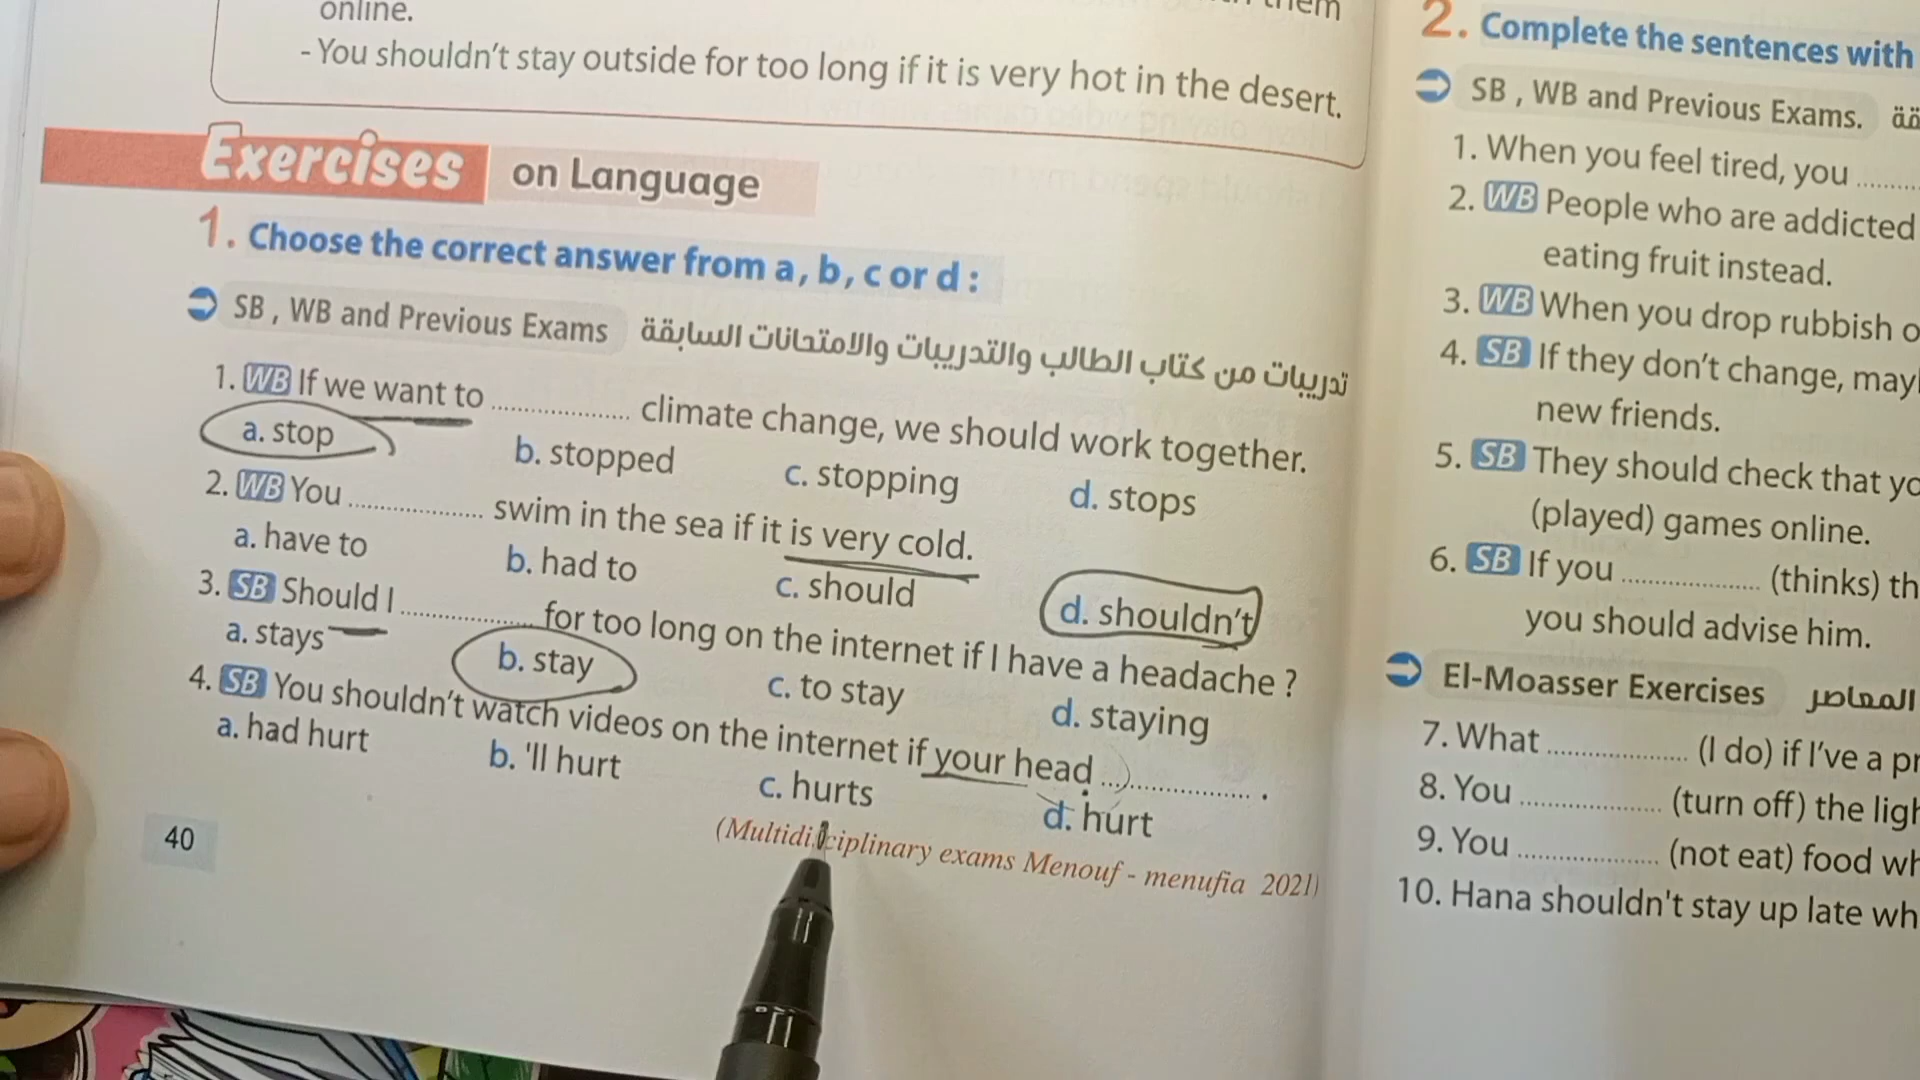 online.
- You shouldn't stay outside for too long if it is very hot in the desert.
Exercises on Language
1. Choose the correct answer from a, b, c or d :
SB , WB and Previous Exams تدريبات من كتاب الطالب والتدريبات والامتحانات السابقة
1. WB If we want to .................... climate change, we should work together.
a. stop b. stopped c. stopping d. stops
2. WB You .................... swim in the sea if it is very cold.
a. have to b. had to c. should d. shouldn't
3. SB Should I .................... for too long on the internet if I have a headache ?
a. stays b. stay c. to stay d. staying
4. SB You shouldn't watch videos on the internet if your head .................... .
a. had hurt b. 'll hurt c. hurts d. hurt
(Multidisciplinary exams Menouf - menufia 2021)
40
2. Complete the sentences with
SB , WB and Previous Exams.
1. When you feel tired, you ..........
2. WB People who are addicted
eating fruit instead.
3. WB When you drop rubbish
4. SB If they don't change,
new friends.
5. SB They should check that
(played) games online.
6. SB If you .................... (thinks)
you should advise him.
El-Moasser Exercises المعاصر
7. What .................... (I do) if I've a
8. You .................... (turn off) the
9. You .................... (not eat) food
10. Hana shouldn't stay up late